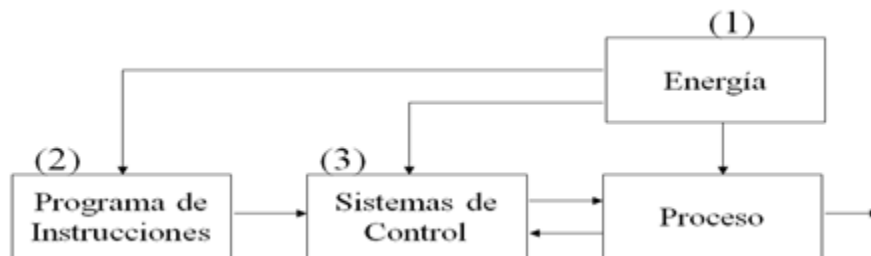 (1)
Energía
(2)
(3)
Programa de
Instrucciones
Sistemas de
Control
Proceso